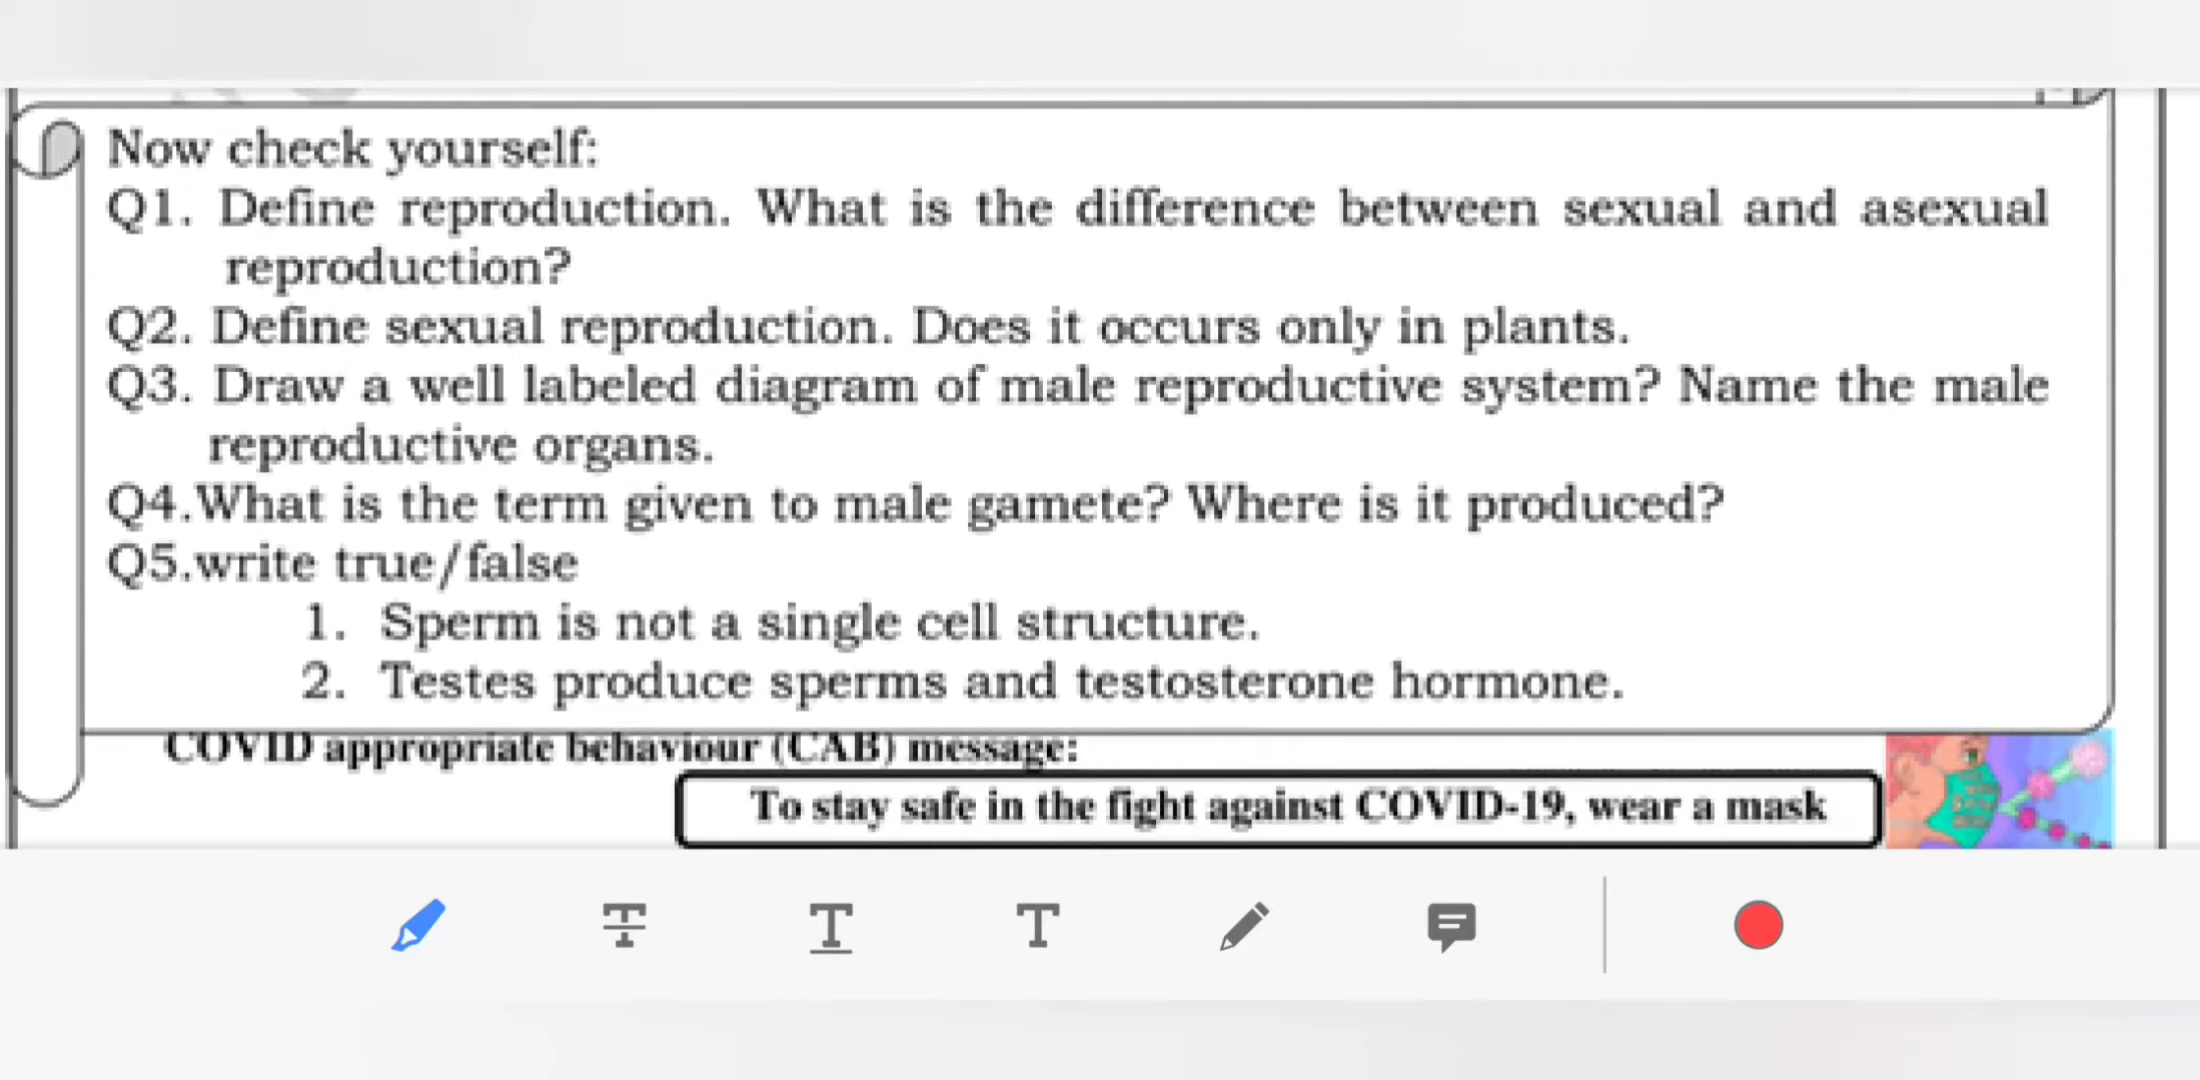 Now check yourself:
Q1. Define reproduction. What is the difference between sexual and asexual
reproduction?
Q2. Define sexual reproduction. Does it occurs only in plants.
Q3. Draw a well labeled diagram of male reproductive system? Name the male
reproductive organs.
Q4.What is the term given to male gamete? Where is it produced?
Q5.write true/false
1. Sperm is not a single cell structure.
2. Testes produce sperms and testosterone hormone.
COVID appropriate behaviour (CAB) message:
To stay safe in the fight against COVID-19, wear a mask